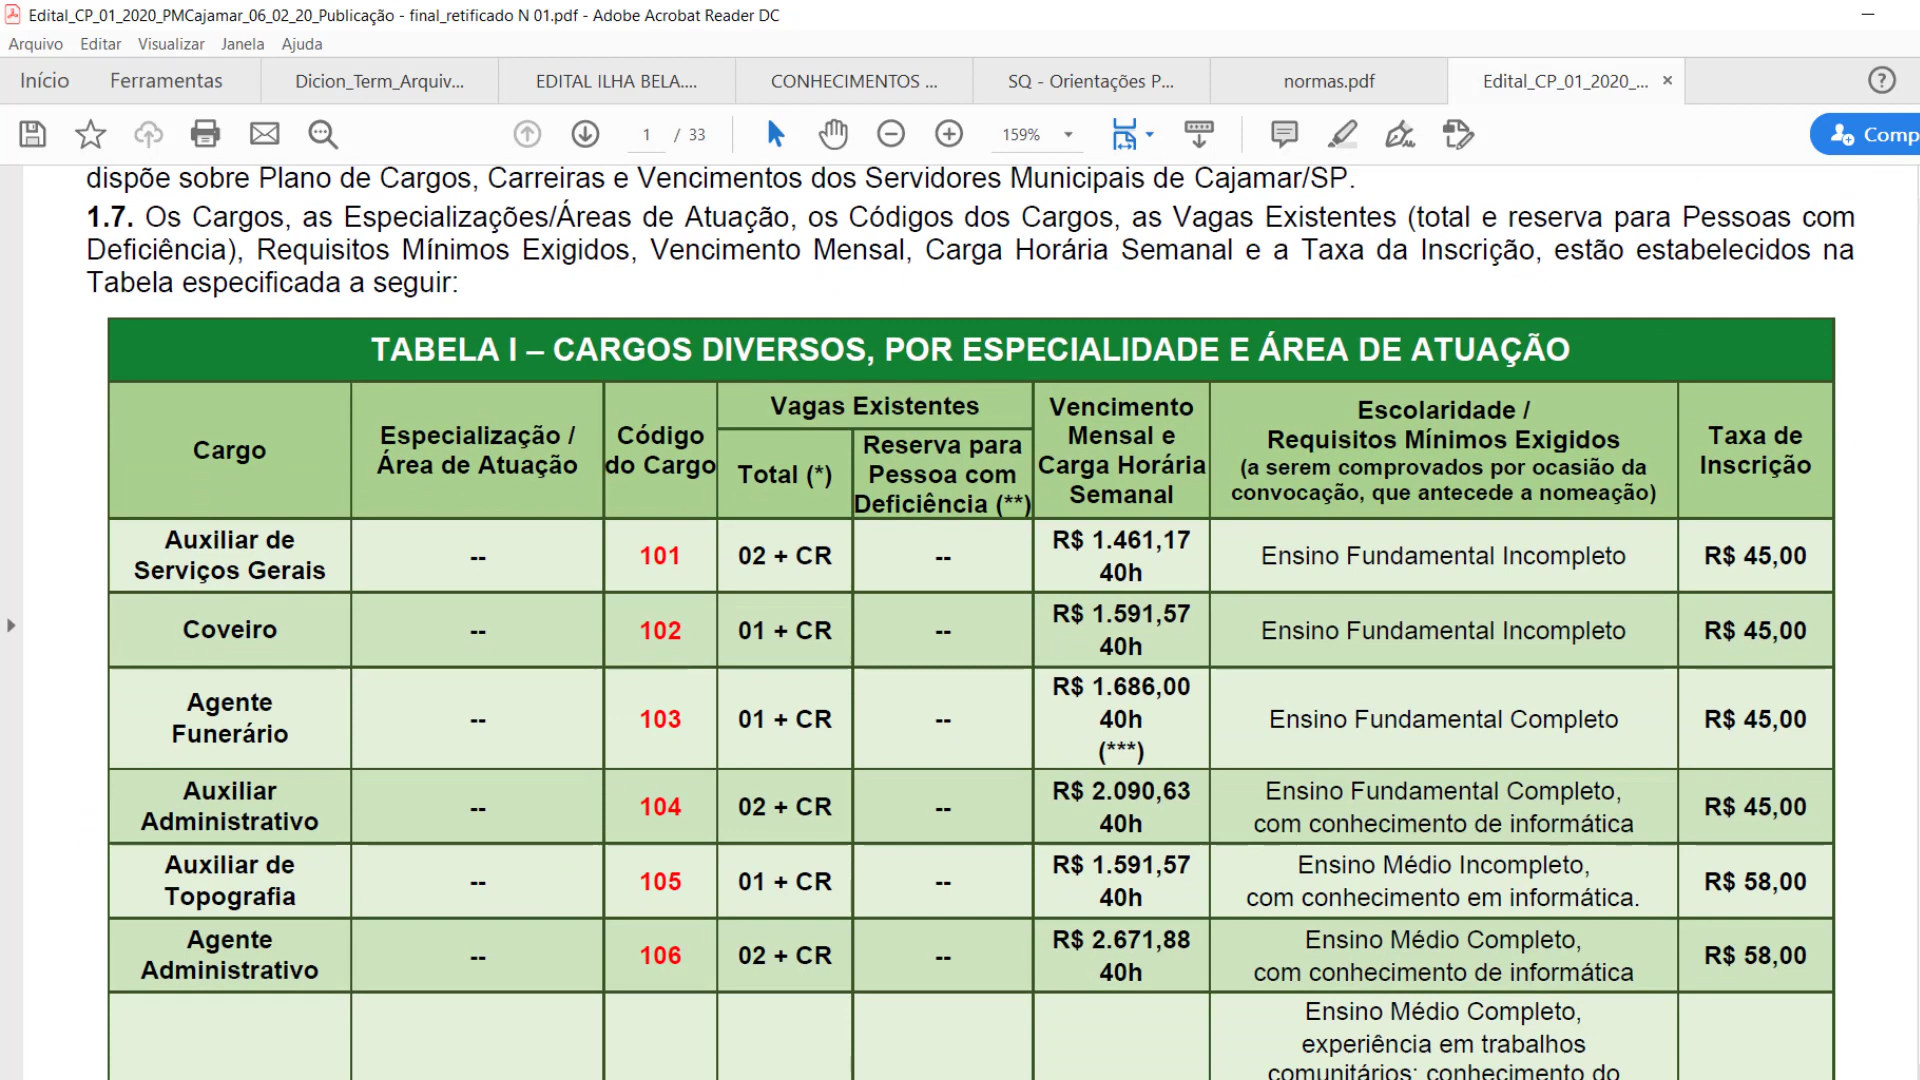 Edital_CP_01_2020_PMCajamar_06_02_20_Publicação - final_retificado N 01.pdf - Adobe Acrobat Reader DC
Arquivo Editar Visualizar Janela Ajuda
Início Ferramentas Dicion_Term_Arquiv... EDITAL ILHA BELA.... CONHECIMENTOS ... SQ - Orientações P... normas.pdf Edital_CP_01_2020_... ×
1 / 33 159% Comp
dispõe sobre Plano de Cargos, Carreiras e Vencimentos dos Servidores Municipais de Cajamar/SP.
1.7. Os Cargos, as Especializações/Áreas de Atuação, os Códigos dos Cargos, as Vagas Existentes (total e reserva para Pessoas com
Deficiência), Requisitos Mínimos Exigidos, Vencimento Mensal, Carga Horária Semanal e a Taxa da Inscrição, estão estabelecidos na
Tabela especificada a seguir:
TABELA I – CARGOS DIVERSOS, POR ESPECIALIDADE E ÁREA DE ATUAÇÃO
Cargo
Especialização /
Área de Atuação
Código
do Cargo
Vagas Existentes
Total (*)
Reserva para
Pessoa com
Deficiência (**)
Vencimento
Mensal e
Carga Horária
Semanal
Escolaridade /
Requisitos Mínimos Exigidos
(a serem comprovados por ocasião da
convocação, que antecede a nomeação)
Taxa de
Inscrição
Auxiliar de
Serviços Gerais
--
101
02 + CR
--
R$ 1.461,17
40h
Ensino Fundamental Incompleto
R$ 45,00
Coveiro
--
102
01 + CR
--
R$ 1.591,57
40h
Ensino Fundamental Incompleto
R$ 45,00
Agente
Funerário
--
103
01 + CR
--
R$ 1.686,00
40h
(***)
Ensino Fundamental Completo
R$ 45,00
Auxiliar
Administrativo
--
104
02 + CR
--
R$ 2.090,63
40h
Ensino Fundamental Completo,
com conhecimento de informática
R$ 45,00
Auxiliar de
Topografia
--
105
01 + CR
--
R$ 1.591,57
40h
Ensino Médio Incompleto,
com conhecimento em informática.
R$ 58,00
Agente
Administrativo
--
106
02 + CR
--
R$ 2.671,88
40h
Ensino Médio Completo,
com conhecimento de informática
R$ 58,00
Ensino Médio Completo,
experiência em trabalhos
comunitários; conhecimento do